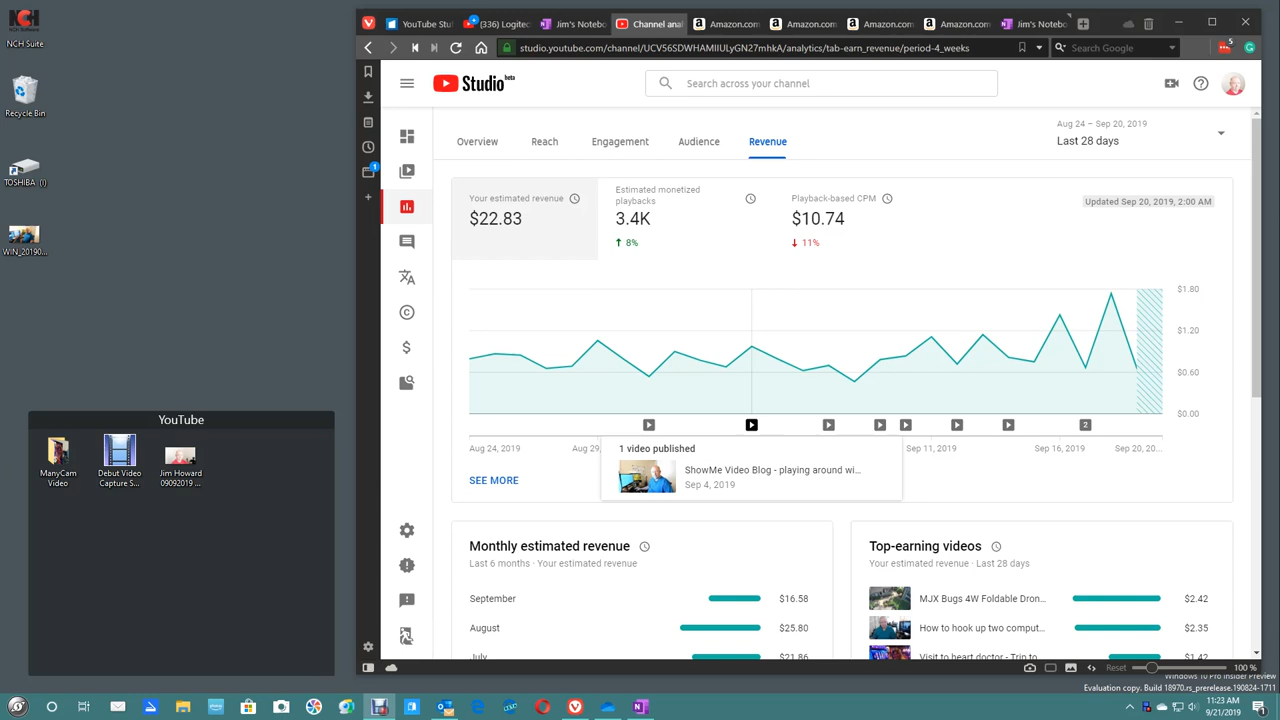 NCH Suite
Recycle Bin
TOSHIBA (I)
WIN_20190...
YouTube
ManyCam
Video
Debut Video
Capture S...
Jim Howard
09092019 ...
YouTube Stu
(336) Logitec
Jim's Notebo
Channel anal
Amazon.com
Amazon.com
Amazon.com
Amazon.com
Jim's Notebo
studio.youtube.com/channel/UCV56SDWHAMIIULyGN27mhkA/analytics/tab-earn_revenue/period-4_weeks
Search Google
5
1
Studio beta
Search across your channel
Overview
Reach
Engagement
Audience
Revenue
Aug 24 – Sep 20, 2019
Last 28 days
Your estimated revenue
$22.83
Estimated monetized
playbacks
3.4K
8%
Playback-based CPM
$10.74
11%
Updated Sep 20, 2019, 2:00 AM
$1.80
$1.20
$0.60
$0.00
2
Aug 24, 2019
Aug 29,
Sep 11, 2019
Sep 16, 2019
Sep 20, 20...
1 video published
ShowMe Video Blog - playing around wi...
Sep 4, 2019
SEE MORE
Monthly estimated revenue
Last 6 months · Your estimated revenue
September $16.58
August $25.80
July $21.86
Top-earning videos
Your estimated revenue · Last 28 days
MJX Bugs 4W Foldable Dron... $2.42
How to hook up two comput... $2.35
Visit to heart doctor - Trip to $1.42
Reset
100 %
Windows 10 Pro Insider Preview
Evaluation copy. Build 18970.rs_prerelease.190824-1711
11:23 AM
9/21/2019
1